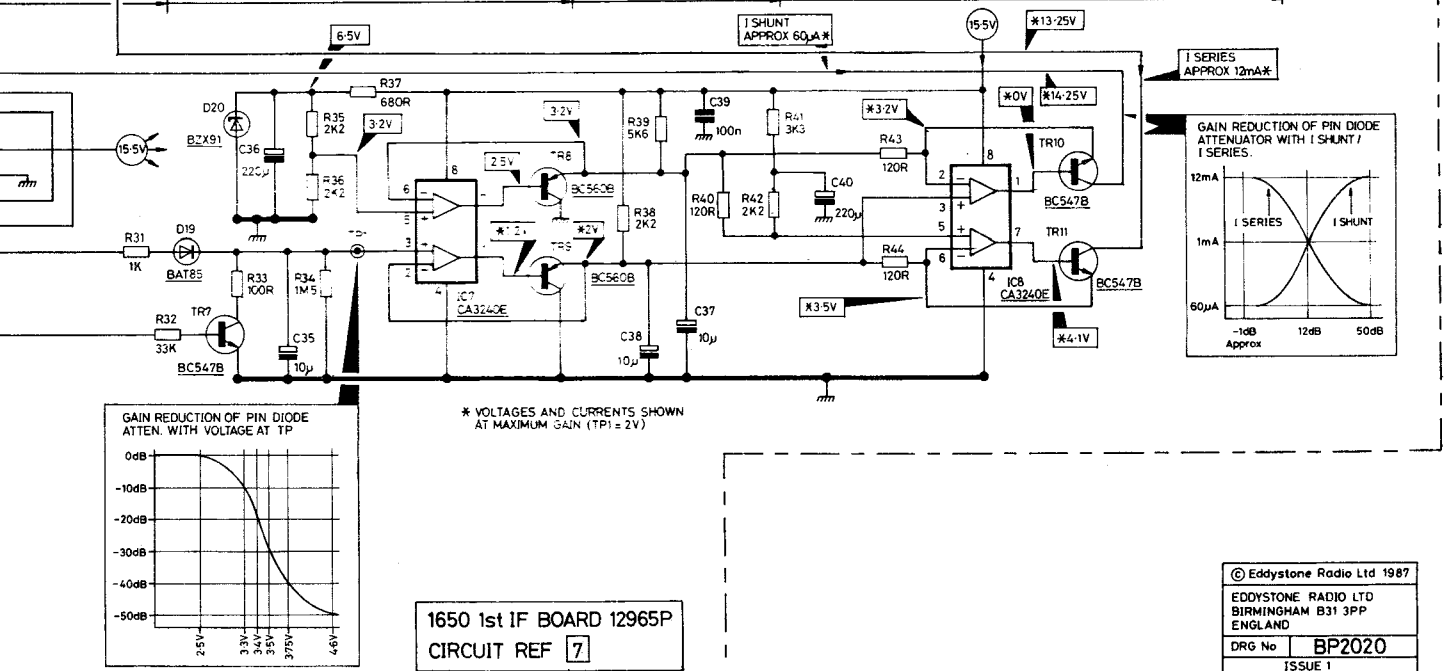 6·5V
I SHUNT
APPROX 60µA*
15·5V
*13·25V
I SERIES
APPROX 12mA*
R37
680R
D20
BZX91
C36
220µ
R35
2K2
R36
2K2
3·2V
15·5V
8
6
−
+
3
+
2
−
4
IC7
CA3240E
2·5V
3·2V
TR8
BC560B
*2V
TR9
BC560B
R39
5K6
R38
2K2
C39
100n
R41
3K3
R40
120R
R42
2K2
C40
220µ
*3·2V
R43
120R
*0V
*14·25V
8
2
−
3
+
1
5
+
6
−
7
4
IC8
CA3240E
TR10
BC547B
TR11
BC547B
R44
120R
*3·5V
*4·1V
GAIN REDUCTION OF PIN DIODE
ATTENUATOR WITH I SHUNT /
I SERIES.
12mA
I SERIES
I SHUNT
1mA
60µA
−1dB
Approx
12dB
50dB
R31
1K
D19
BAT85
R33
100R
R34
1M5
TR7
BC547B
R32
33K
C35
10µ
C38
10µ
C37
10µ
GAIN REDUCTION OF PIN DIODE
ATTEN. WITH VOLTAGE AT TP
0dB
-10dB
-20dB
-30dB
-40dB
-50dB
2·5V
3·3V
3·4V
3·5V
3·75V
4·6V
* VOLTAGES AND CURRENTS SHOWN
AT MAXIMUM GAIN (TP1 = 2V)
1650 1st IF BOARD 12965P
CIRCUIT REF 7
© Eddystone Radio Ltd 1987
EDDYSTONE RADIO LTD
BIRMINGHAM B31 3PP
ENGLAND
DRG No BP2020
ISSUE 1